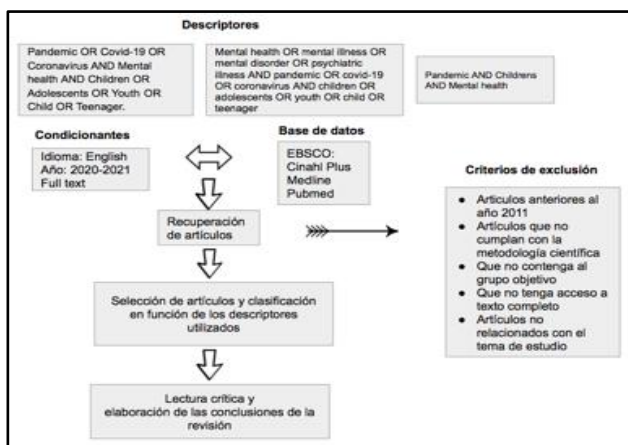 Descriptores
Pandemic OR Covid-19 OR
Coronavirus AND Mental
health AND Children OR
Adolescents OR Youth OR
Child OR Teenager.
Mental health OR mental illness OR
mental disorder OR psychiatric
illness AND pandemic OR covid-19
OR coronavirus AND children OR
adolescents OR youth OR child OR
teenager
Pandemic AND Childrens
AND Mental health
Condicionantes
Idioma: English
Año: 2020-2021
Full text
Base de datos
EBSCO:
Cinahl Plus
Medline
Pubmed
Recuperación
de artículos
Criterios de exclusión
● Articulos anteriores al
año 2011
● Artículos que no
cumplan con la
metodología científica
● Que no contenga al
grupo objetivo
● Que no tenga acceso a
texto completo
● Artículos no
relacionados con el
tema de estudio
Selección de artículos y clasificación
en función de los descriptores
utilizados
Lectura crítica y
elaboración de las conclusiones de la
revisión